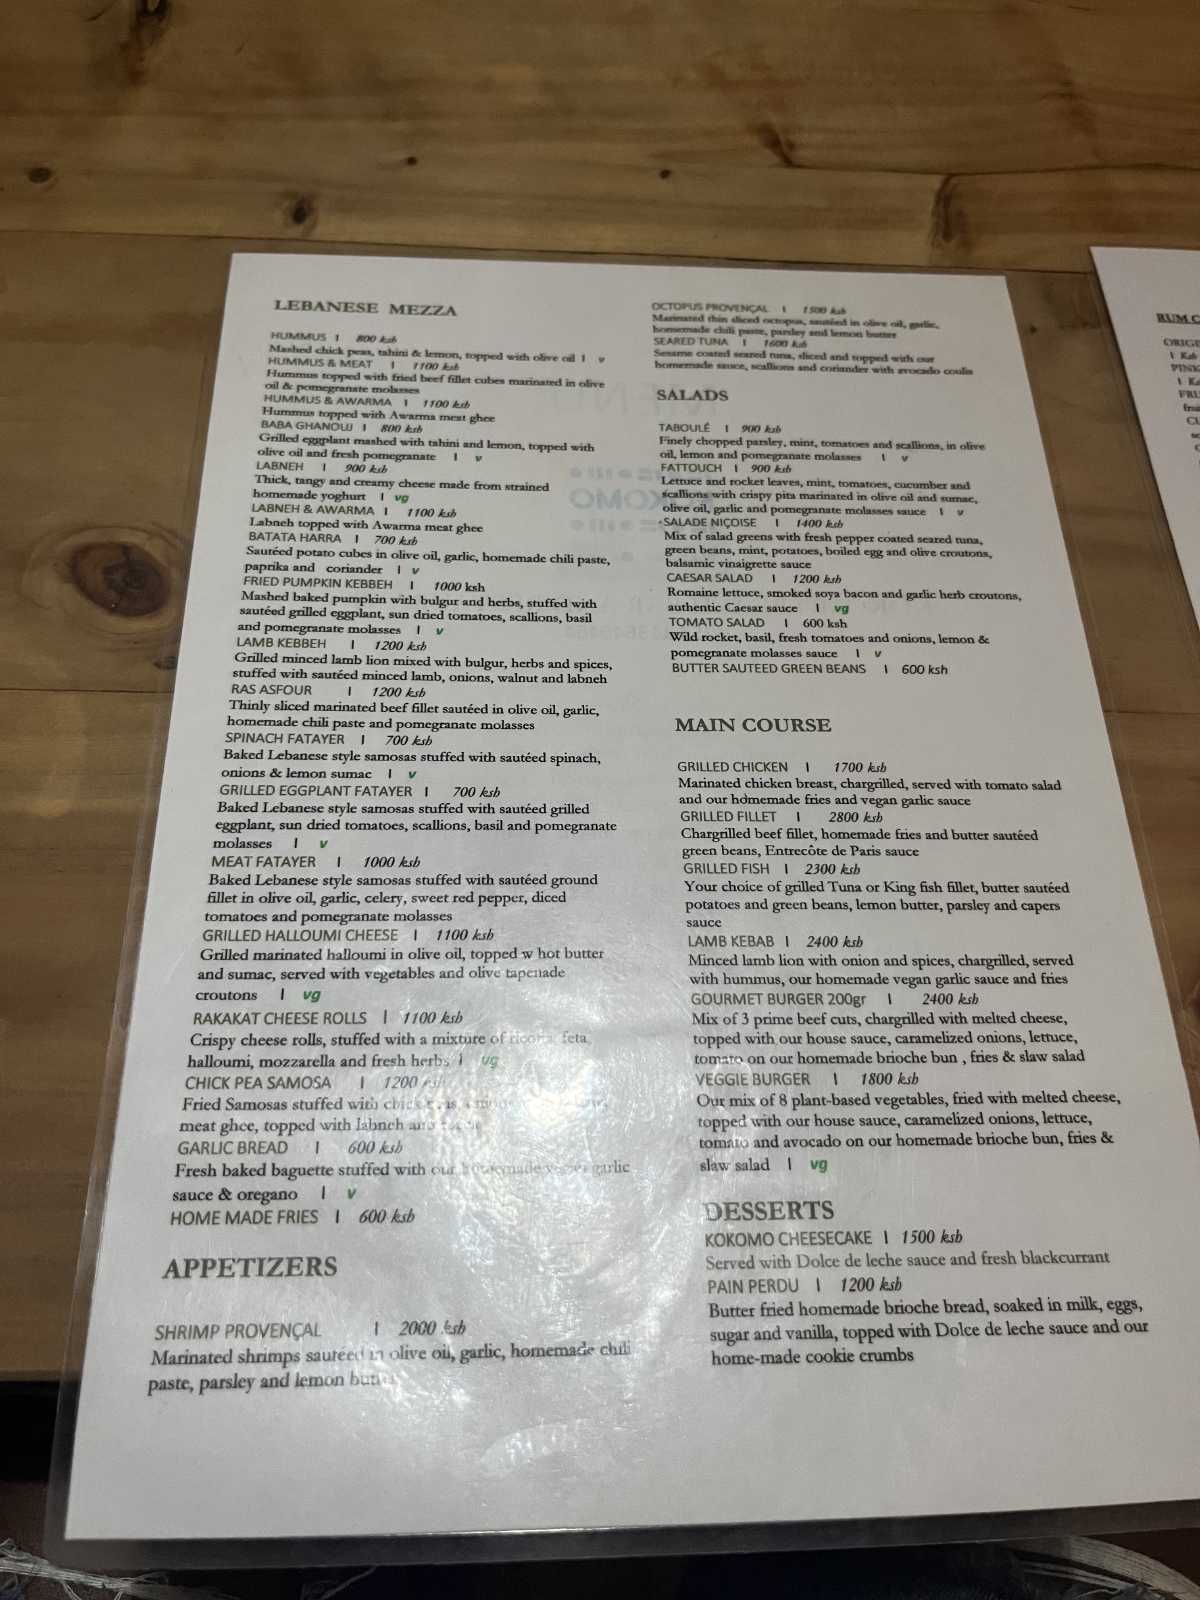 LEBANESE MEZZA
HUMMUS | 800 ksh
Mashed chick peas, tahini & lemon, topped with olive oil | v
HUMMUS & MEAT | 1100 ksh
Hummus topped with fried beef fillet cubes marinated in olive
oil & pomegranate molasses
HUMMUS & AWARMA | 1100 ksh
Hummus topped with Awarma meat ghee
BABA GHANOUJ | 800 ksh
Grilled eggplant mashed with tahini and lemon, topped with
olive oil and fresh pomegranate | v
LABNEH | 900 ksh
Thick, tangy and creamy cheese made from strained
homemade yoghurt | vg
LABNEH & AWARMA | 1100 ksh
Labneh topped with Awarma meat ghee
BATATA HARRA | 700 ksh
Sautéed potato cubes in olive oil, garlic, homemade chili paste,
paprika and coriander | v
FRIED PUMPKIN KEBBEH | 1000 ksh
Mashed baked pumpkin with bulgur and herbs, stuffed with
sautéed grilled eggplant, sun dried tomatoes, scallions, basil
and pomegranate molasses | v
LAMB KEBBEH | 1200 ksh
Grilled minced lamb lion mixed with bulgur, herbs and spices,
stuffed with sautéed minced lamb, onions, walnut and labneh
RAS ASFOUR | 1200 ksh
Thinly sliced marinated beef fillet sautéed in olive oil, garlic,
homemade chili paste and pomegranate molasses
SPINACH FATAYER | 700 ksh
Baked Lebanese style samosas stuffed with sautéed spinach,
onions & lemon sumac | v
GRILLED EGGPLANT FATAYER | 700 ksh
Baked Lebanese style samosas stuffed with sautéed grilled
eggplant, sun dried tomatoes, scallions, basil and pomegranate
molasses | v
MEAT FATAYER | 1000 ksh
Baked Lebanese style samosas stuffed with sautéed ground
fillet in olive oil, garlic, celery, sweet red pepper, diced
tomatoes and pomegranate molasses
GRILLED HALLOUMI CHEESE | 1100 ksh
Grilled marinated halloumi in olive oil, topped w hot butter
and sumac, served with vegetables and olive tapenade
croutons | vg
RAKAKAT CHEESE ROLLS | 1100 ksh
Crispy cheese rolls, stuffed with a mixture of ricotta, feta,
halloumi, mozzarella and fresh herbs | vg
CHICK PEA SAMOSA | 1200 ksh
Fried Samosas stuffed with chick peas,
meat ghee, topped with labneh and
GARLIC BREAD | 600 ksh
Fresh baked baguette stuffed with our homemade vegan garlic
sauce & oregano | v
HOME MADE FRIES | 600 ksh
APPETIZERS
SHRIMP PROVENÇAL | 2000 ksh
Marinated shrimps sautéed in olive oil, garlic, homemade chili
paste, parsley and lemon butter
OCTOPUS PROVENÇAL | 1500 ksh
Marinated thin sliced octopus, sautéed in olive oil, garlic,
homemade chili paste, parsley and lemon butter
SEARED TUNA | 1600 ksh
Sesame coated seared tuna, sliced and topped with our
homemade sauce, scallions and coriander with avocado coulis
SALADS
TABOULÉ | 900 ksh
Finely chopped parsley, mint, tomatoes and scallions, in olive
oil, lemon and pomegranate molasses | v
FATTOUCH | 900 ksh
Lettuce and rocket leaves, mint, tomatoes, cucumber and
scallions with crispy pita marinated in olive oil and sumac,
olive oil, garlic and pomegranate molasses sauce | v
SALADE NIÇOISE | 1400 ksh
Mix of salad greens with fresh pepper coated seared tuna,
green beans, mint, potatoes, boiled egg and olive croutons,
balsamic vinaigrette sauce
CAESAR SALAD | 1200 ksh
Romaine lettuce, smoked soya bacon and garlic herb croutons,
authentic Caesar sauce | vg
TOMATO SALAD | 600 ksh
Wild rocket, basil, fresh tomatoes and onions, lemon &
pomegranate molasses sauce | v
BUTTER SAUTEED GREEN BEANS | 600 ksh
MAIN COURSE
GRILLED CHICKEN | 1700 ksh
Marinated chicken breast, chargrilled, served with tomato salad
and our homemade fries and vegan garlic sauce
GRILLED FILLET | 2800 ksh
Chargrilled beef fillet, homemade fries and butter sautéed
green beans, Entrecôte de Paris sauce
GRILLED FISH | 2300 ksh
Your choice of grilled Tuna or King fish fillet, butter sautéed
potatoes and green beans, lemon butter, parsley and capers
sauce
LAMB KEBAB | 2400 ksh
Minced lamb lion with onion and spices, chargrilled, served
with hummus, our homemade vegan garlic sauce and fries
GOURMET BURGER 200gr | 2400 ksh
Mix of 3 prime beef cuts, chargrilled with melted cheese,
topped with our house sauce, caramelized onions, lettuce,
tomato on our homemade brioche bun , fries & slaw salad
VEGGIE BURGER | 1800 ksh
Our mix of 8 plant-based vegetables, fried with melted cheese,
topped with our house sauce, caramelized onions, lettuce,
tomato and avocado on our homemade brioche bun, fries &
slaw salad | vg
DESSERTS
KOKOMO CHEESECAKE | 1500 ksh
Served with Dolce de leche sauce and fresh blackcurrant
PAIN PERDU | 1200 ksh
Butter fried homemade brioche bread, soaked in milk, eggs,
sugar and vanilla, topped with Dolce de leche sauce and our
home-made cookie crumbs
RUM